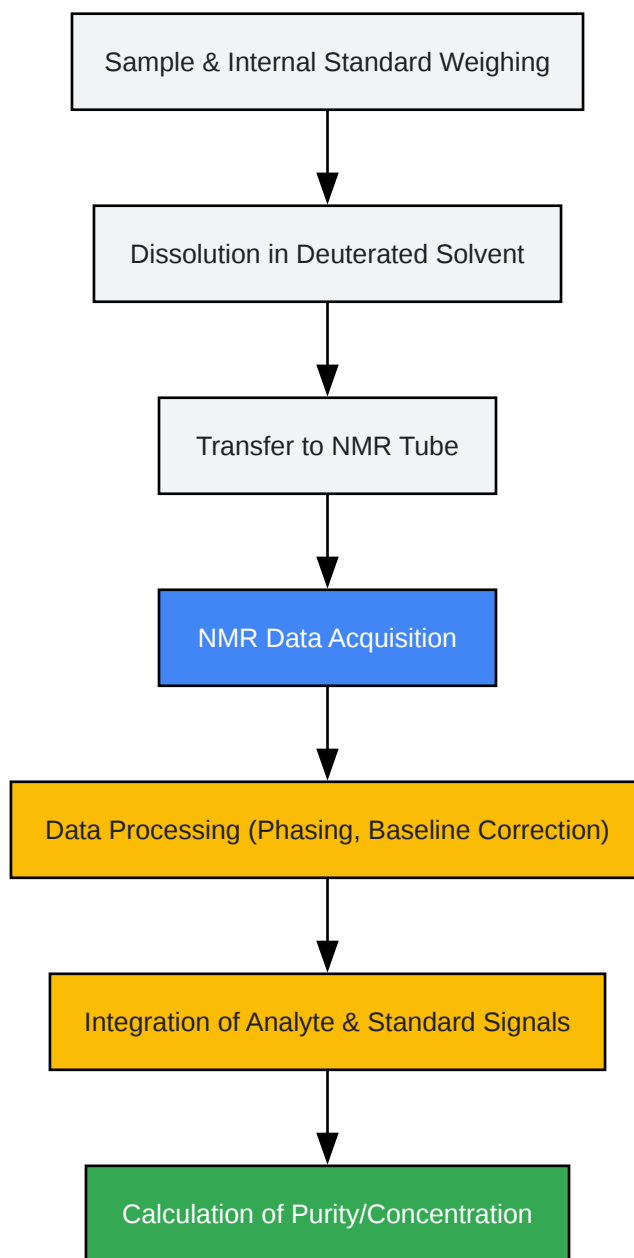 Sample & Internal Standard Weighing
Dissolution in Deuterated Solvent
Transfer to NMR Tube
NMR Data Acquisition
Data Processing (Phasing, Baseline Correction)
Integration of Analyte & Standard Signals
Calculation of Purity/Concentration